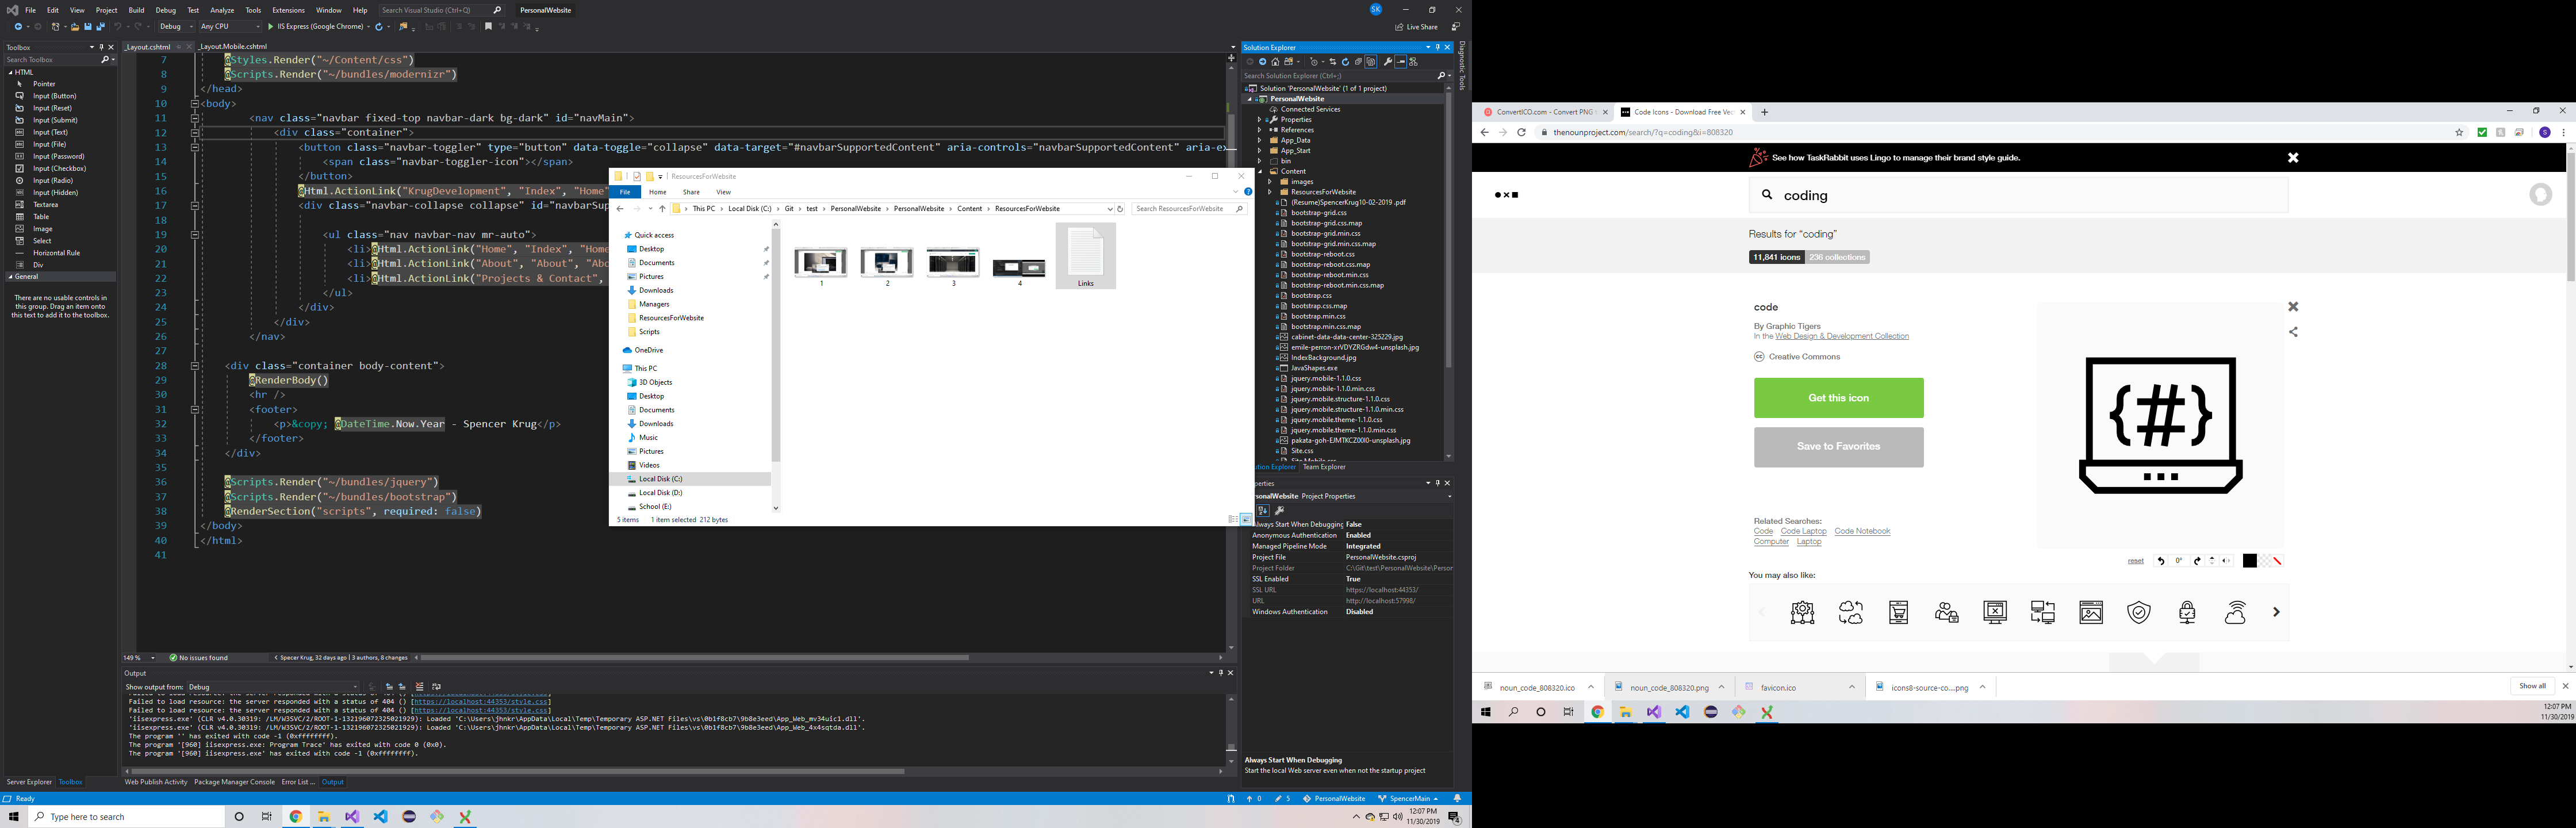 File Edit View Project Build Debug Test Analyze Tools Extensions Window Help Search Visual Studio (Ctrl+Q) PersonalWebsite SK
Debug Any CPU IIS Express (Google Chrome) Live Share
Toolbox
Search Toolbox
HTML
Pointer
Input (Button)
Input (Reset)
Input (Submit)
Input (Text)
Input (File)
Input (Password)
Input (Checkbox)
Input (Radio)
Input (Hidden)
Textarea
Table
Image
Select
Horizontal Rule
Div
General
There are no usable controls in
this group. Drag an item onto
this text to add it to the toolbox.
Server Explorer Toolbox
_Layout.cshtml _Layout.Mobile.cshtml
7 @Styles.Render("~/Content/css")
8 @Scripts.Render("~/bundles/modernizr")
9 </head>
10 <body>
11 <nav class="navbar fixed-top navbar-dark bg-dark" id="navMain">
12 <div class="container">
13 <button class="navbar-toggler" type="button" data-toggle="collapse" data-target="#navbarSupportedContent" aria-controls="navbarSupportedContent" aria-ex
14 <span class="navbar-toggler-icon"></span>
15 </button>
16 @Html.ActionLink("KrugDevelopment", "Index", "Home"
17 <div class="navbar-collapse collapse" id="navbarSup
18
19 <ul class="nav navbar-nav mr-auto">
20 <li>@Html.ActionLink("Home", "Index", "Home
21 <li>@Html.ActionLink("About", "About", "Abo
22 <li>@Html.ActionLink("Projects & Contact",
23 </ul>
24 </div>
25 </div>
26 </nav>
27
28 <div class="container body-content">
29 @RenderBody()
30 <hr />
31 <footer>
32 <p>&copy; @DateTime.Now.Year - Spencer Krug</p>
33 </footer>
34 </div>
35
36 @Scripts.Render("~/bundles/jquery")
37 @Scripts.Render("~/bundles/bootstrap")
38 @RenderSection("scripts", required: false)
39 </body>
40 </html>
41
149 % No issues found Specer Krug, 32 days ago | 3 authors, 8 changes
Output
Show output from: Debug
Failed to load resource: the server responded with a status of 404 () [https://localhost:44353/style.css]
Failed to load resource: the server responded with a status of 404 () [https://localhost:44353/style.css]
'iisexpress.exe' (CLR v4.0.30319: /LM/W3SVC/2/ROOT-1-132196072325021929): Loaded 'C:\Users\jhnkr\AppData\Local\Temp\Temporary ASP.NET Files\vs\0b1f8cb7\9b8e3eed\App_Web_mv34uic1.dll'.
'iisexpress.exe' (CLR v4.0.30319: /LM/W3SVC/2/ROOT-1-132196072325021929): Loaded 'C:\Users\jhnkr\AppData\Local\Temp\Temporary ASP.NET Files\vs\0b1f8cb7\9b8e3eed\App_Web_4x4sqtda.dll'.
The program '' has exited with code -1 (0xffffffff).
The program '[960] iisexpress.exe: Program Trace' has exited with code 0 (0x0).
The program '[960] iisexpress.exe' has exited with code -1 (0xffffffff).
Web Publish Activity Package Manager Console Error List ... Output
Ready 0 5 PersonalWebsite SpencerMain
Type here to search 12:07 PM
11/30/2019
4
ResourcesForWebsite
File Home Share View
This PC Local Disk (C:) Git test PersonalWebsite PersonalWebsite Content ResourcesForWebsite Search ResourcesForWebsite
Quick access
Desktop
Documents
Pictures
Downloads
Managers
ResourcesForWebsite
Scripts
OneDrive
This PC
3D Objects
Desktop
Documents
Downloads
Music
Pictures
Videos
Local Disk (C:)
Local Disk (D:)
School (E:)
1 2 3 4 Links
5 items 1 item selected 212 bytes
Solution Explorer
Search Solution Explorer (Ctrl+;)
Solution 'PersonalWebsite' (1 of 1 project)
PersonalWebsite
Connected Services
Properties
References
App_Data
App_Start
bin
Content
images
ResourcesForWebsite
(Resume)SpencerKrug10-02-2019 .pdf
bootstrap-grid.css
bootstrap-grid.css.map
bootstrap-grid.min.css
bootstrap-grid.min.css.map
bootstrap-reboot.css
bootstrap-reboot.css.map
bootstrap-reboot.min.css
bootstrap-reboot.min.css.map
bootstrap.css
bootstrap.css.map
bootstrap.min.css
bootstrap.min.css.map
cabinet-data-data-center-325229.jpg
emile-perron-xrVDYZRGdw4-unsplash.jpg
IndexBackground.jpg
JavaShapes.exe
jquery.mobile-1.1.0.css
jquery.mobile-1.1.0.min.css
jquery.mobile.structure-1.1.0.css
jquery.mobile.structure-1.1.0.min.css
jquery.mobile.theme-1.1.0.css
jquery.mobile.theme-1.1.0.min.css
pakata-goh-EJMTKCZ00I0-unsplash.jpg
Site.css
Site.Mobile.css
ution Explorer Team Explorer
Diagnostic Tools
perties
rsonalWebsite Project Properties
Always Start When Debugging False
Anonymous Authentication Enabled
Managed Pipeline Mode Integrated
Project File PersonalWebsite.csproj
Project Folder C:\Git\test\PersonalWebsite\Person
SSL Enabled True
SSL URL https://localhost:44353/
URL http://localhost:57998/
Windows Authentication Disabled
Always Start When Debugging
Start the local Web server even when not the startup project
ConvertICO.com - Convert PNG Code Icons - Download Free Vec
thenounproject.com/search/?q=coding&i=808320 S
See how TaskRabbit uses Lingo to manage their brand style guide.
coding
Results for “coding”
11,841 icons 236 collections
code
By Graphic Tigers
In the Web Design & Development Collection
cc Creative Commons
Get this icon
Save to Favorites
{#}
Related Searches:
Code Code Laptop Code Notebook
Computer Laptop
reset 0°
You may also like:
noun_code_808320.ico noun_code_808320.png favicon.ico icons8-source-co....png Show all
12:07 PM
11/30/2019